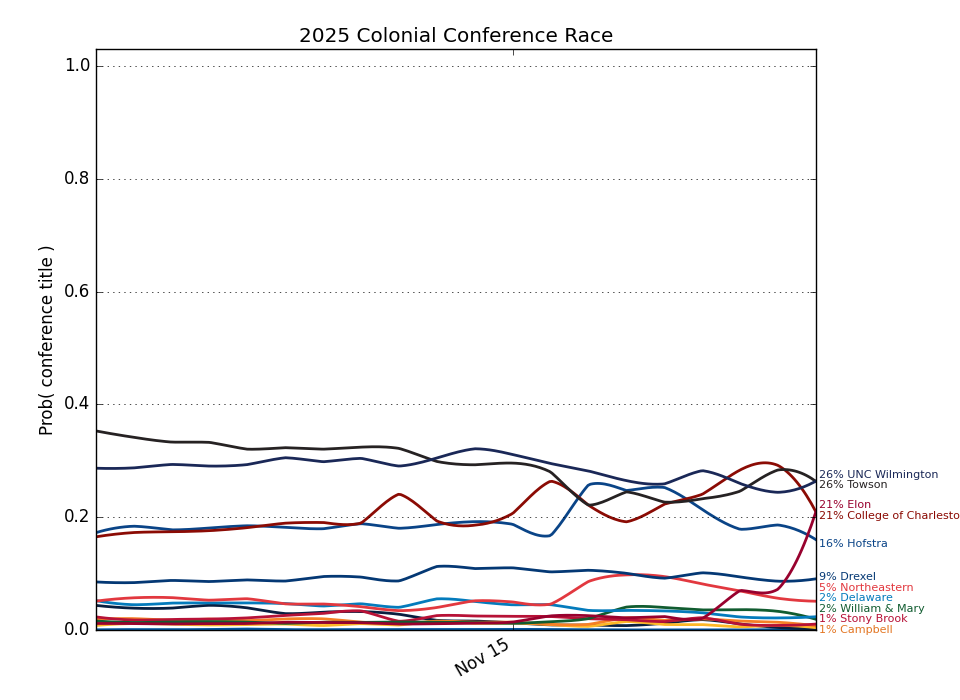 2025 Colonial Conference Race
Prob( conference title )
1.0
0.8
0.6
0.4
0.2
0.0
Nov 15
26% UNC Wilmington
26% Towson
21% Elon
21% College of Charlesto
16% Hofstra
9% Drexel
5% Northeastern
2% Delaware
2% William & Mary
1% Stony Brook
1% Campbell